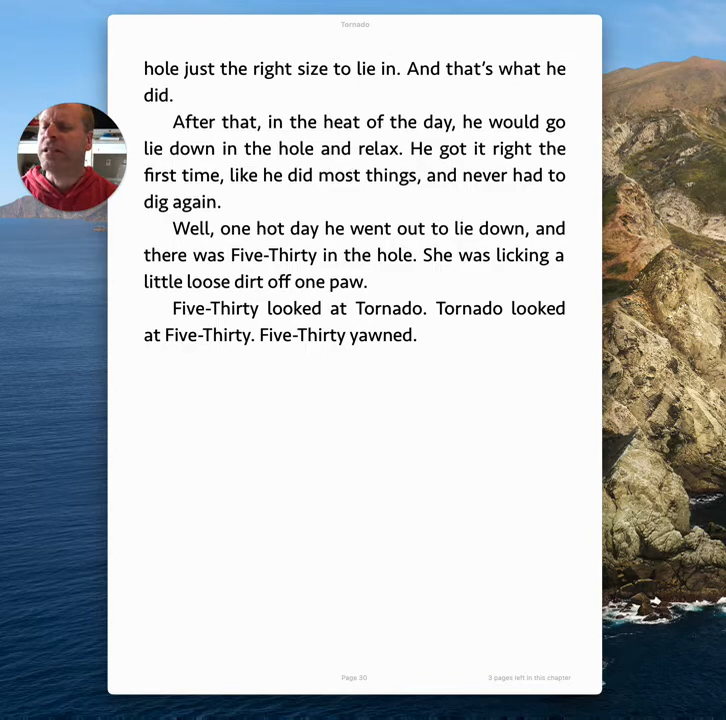 Tornado
hole just the right size to lie in. And that’s what he
did.
After that, in the heat of the day, he would go
lie down in the hole and relax. He got it right the
first time, like he did most things, and never had to
dig again.
Well, one hot day he went out to lie down, and
there was Five-Thirty in the hole. She was licking a
little loose dirt off one paw.
Five-Thirty looked at Tornado. Tornado looked
at Five-Thirty. Five-Thirty yawned.
Page 30
3 pages left in this chapter